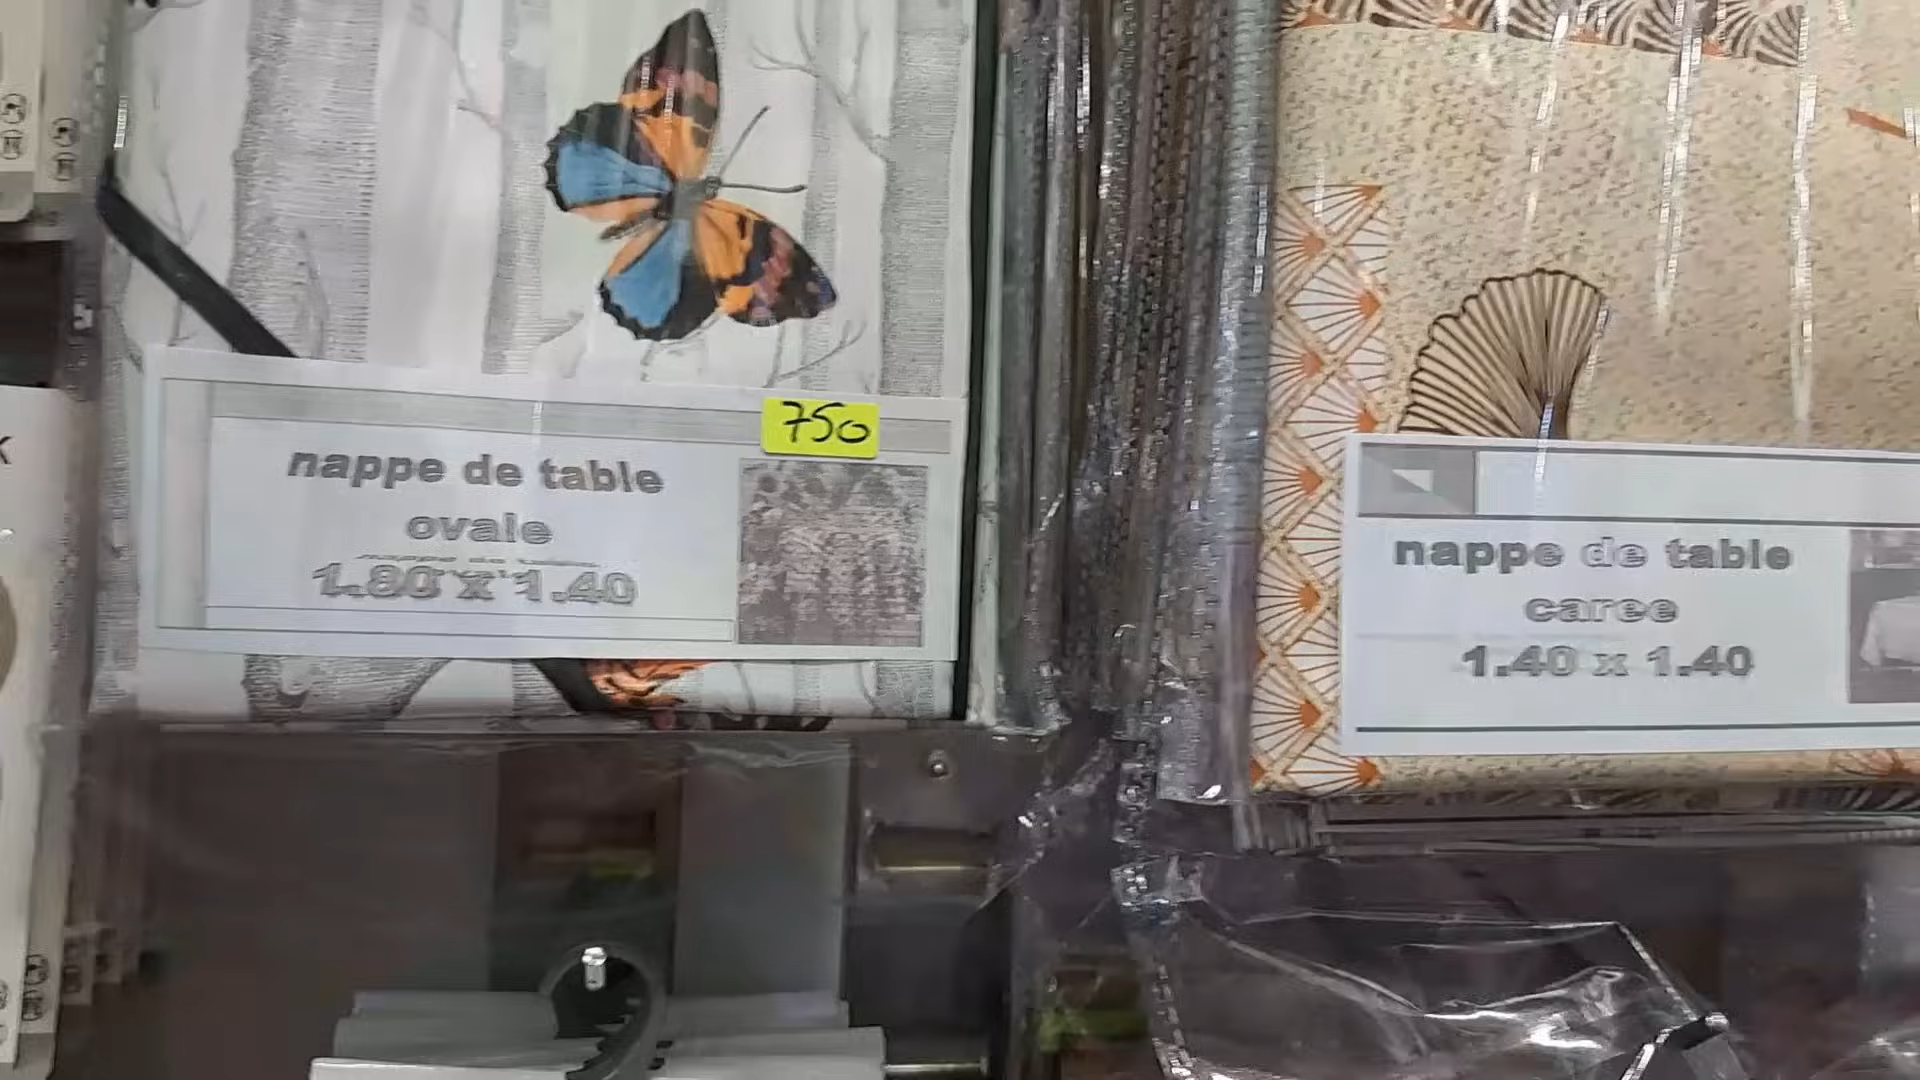 750
nappe de table
ovale
1.80 x 1.40
nappe de table
caree
1.40 x 1.40
K